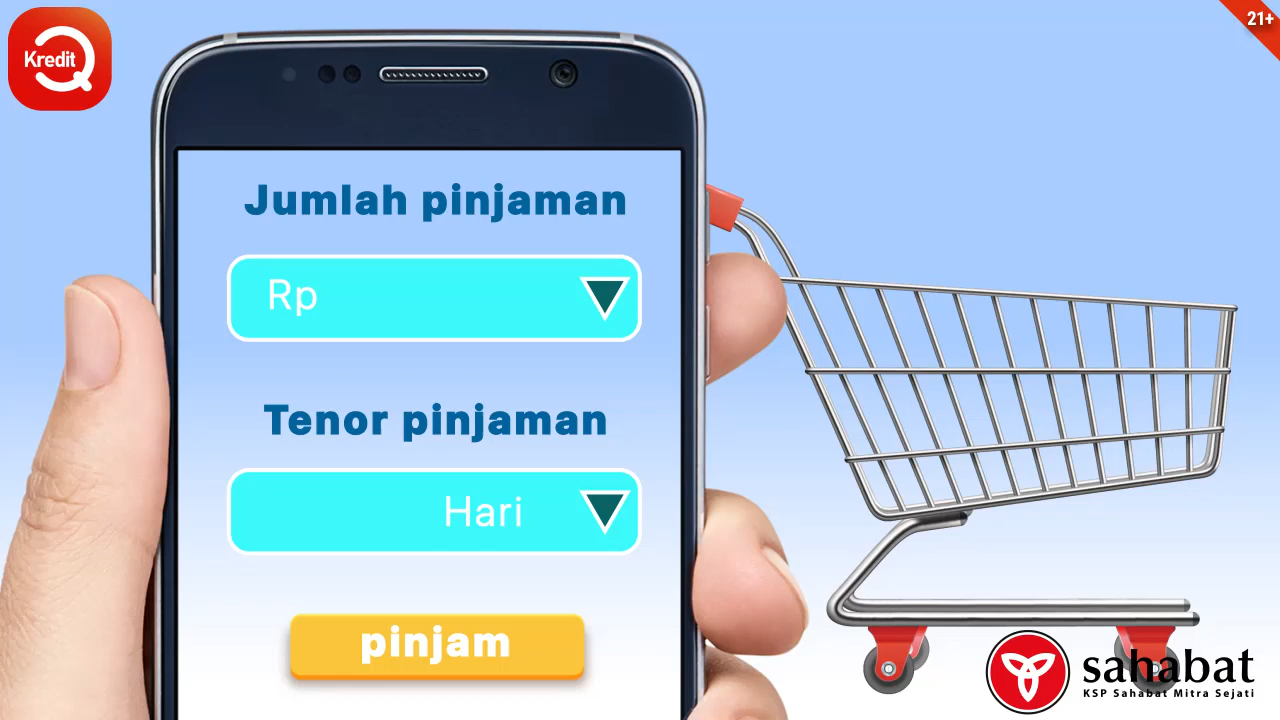 Kredit
21+
Jumlah pinjaman
Rp
Tenor pinjaman
Hari
pinjam
sahabat
KSP Sahabat Mitra Sejati